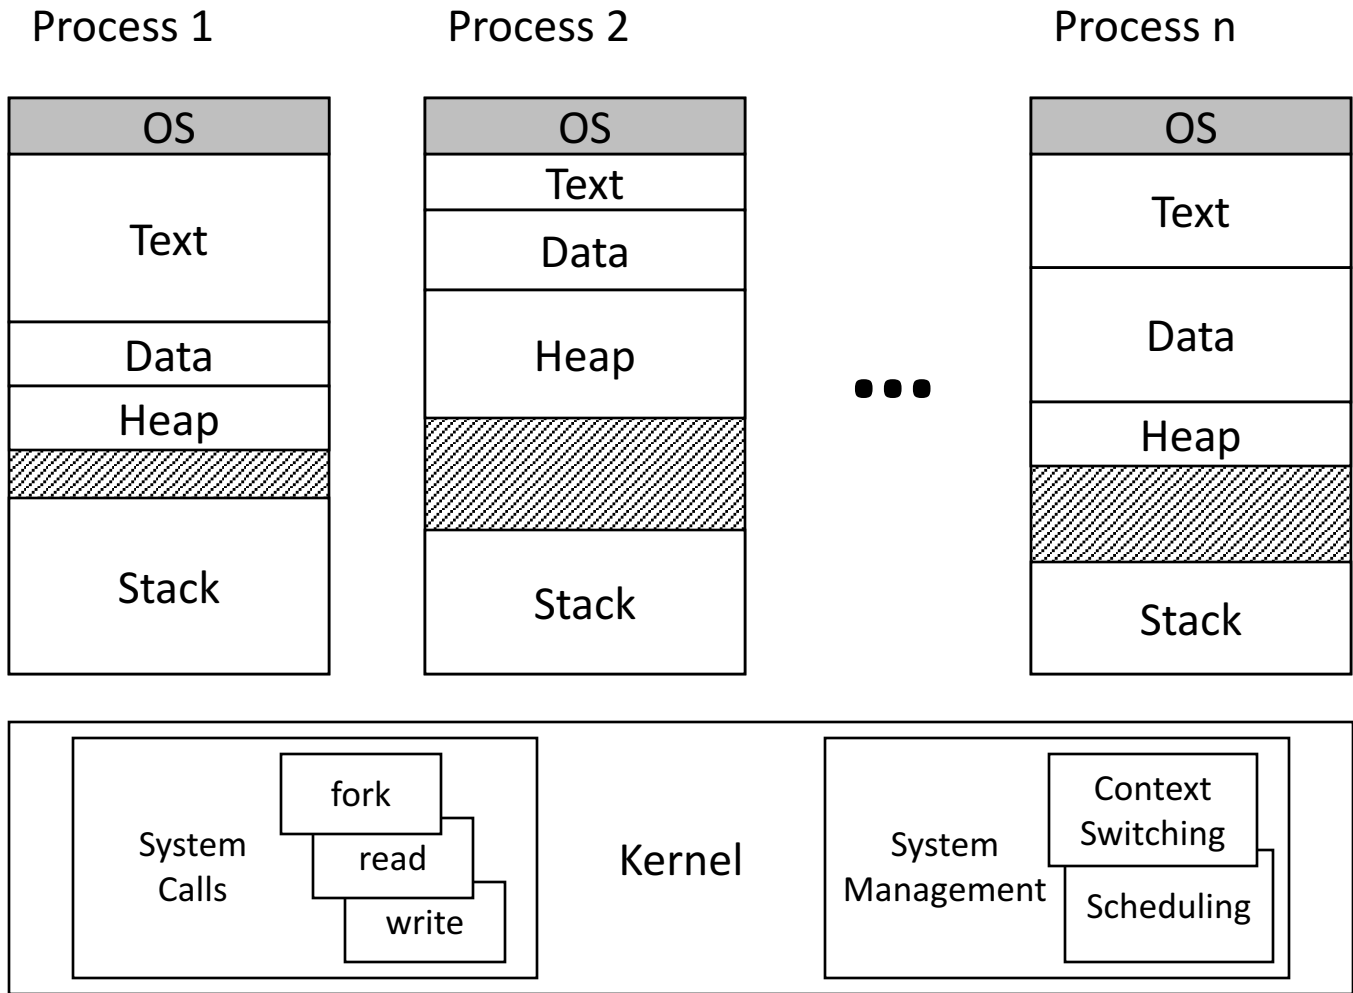 Process 1
Process 2
Process n
OS
Text
Data
Heap
Stack
OS
Text
Data
Heap
Stack
...
OS
Text
Data
Heap
Stack
System
Calls
fork
read
write
Kernel
System
Management
Context
Switching
Scheduling